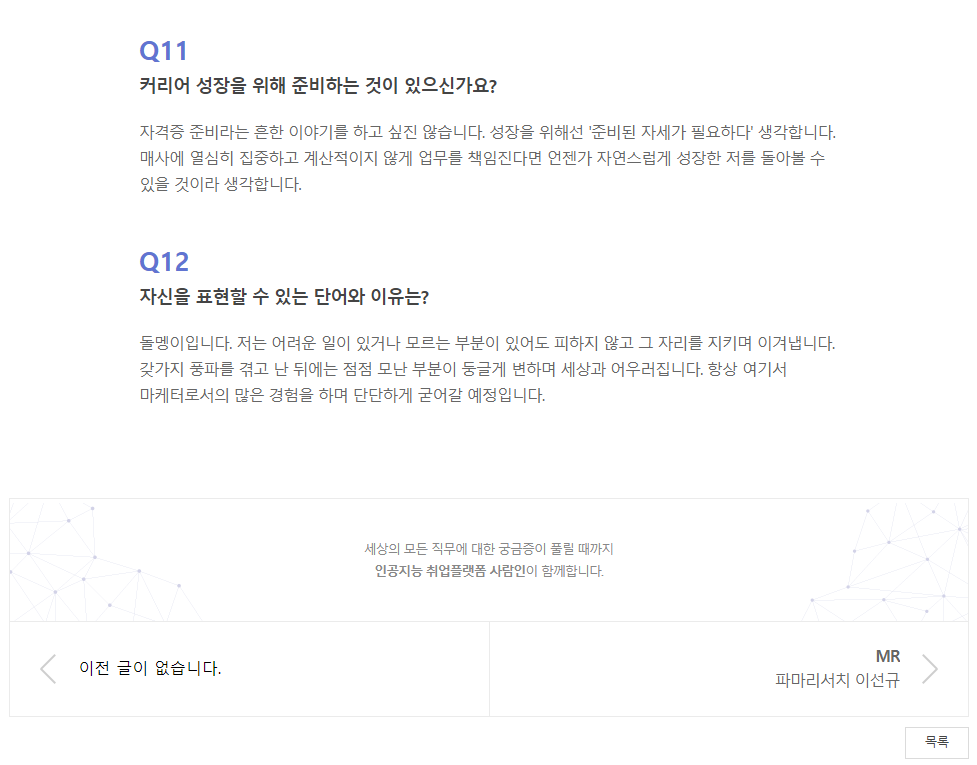 Q11
커리어 성장을 위해 준비하는 것이 있으신가요?
자격증 준비라는 흔한 이야기를 하고 싶진 않습니다. 성장을 위해선 '준비된 자세가 필요하다' 생각합니다.
매사에 열심히 집중하고 계산적이지 않게 업무를 책임진다면 언젠가 자연스럽게 성장한 저를 돌아볼 수
있을 것이라 생각합니다.
Q12
자신을 표현할 수 있는 단어와 이유는?
돌멩이입니다. 저는 어려운 일이 있거나 모르는 부분이 있어도 피하지 않고 그 자리를 지키며 이겨냅니다.
갖가지 풍파를 겪고 난 뒤에는 점점 모난 부분이 둥글게 변하며 세상과 어우러집니다. 항상 여기서
마케터로서의 많은 경험을 하며 단단하게 굳어갈 예정입니다.
세상의 모든 직무에 대한 궁금증이 풀릴 때까지
인공지능 취업플랫폼 사람인이 함께합니다.
이전 글이 없습니다.
MR
파마리서치 이선규
목록